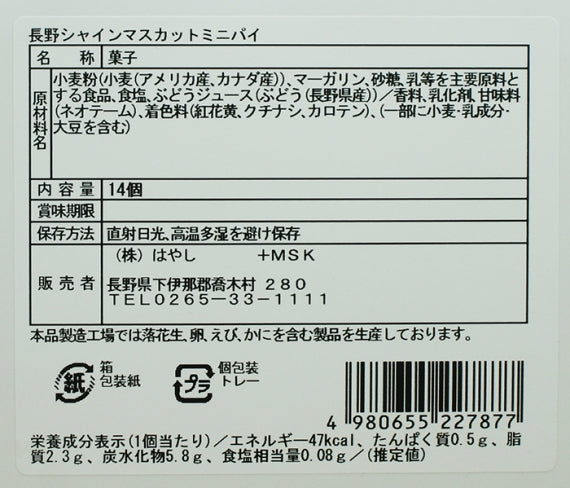 長野シャインマスカットミニパイ
名称 菓子
原材料名 小麦粉(小麦(アメリカ産、カナダ産))、マーガリン、砂糖、乳等を主要原料と
する食品、食塩、ぶどうジュース(ぶどう(長野県産))／香料、乳化剤、甘味料
(ネオテーム)、着色料(紅花黄、クチナシ、カロテン)、(一部に小麦・乳成分・
大豆を含む)
内容量 14個
賞味期限
保存方法 直射日光、高温多湿を避け保存
販売者 (株)はやし +MSK
長野県下伊那郡喬木村 280
TEL0265-33-1111
本品製造工場では落花生、卵、えび、かにを含む製品を生産しております。
紙 箱
包装紙
プラ 個包装
トレー
4 980655 227877
栄養成分表示(1個当たり)／エネルギー47kcal、たんぱく質0.5g、脂
質2.3g、炭水化物5.8g、食塩相当量0.08g／(推定値)